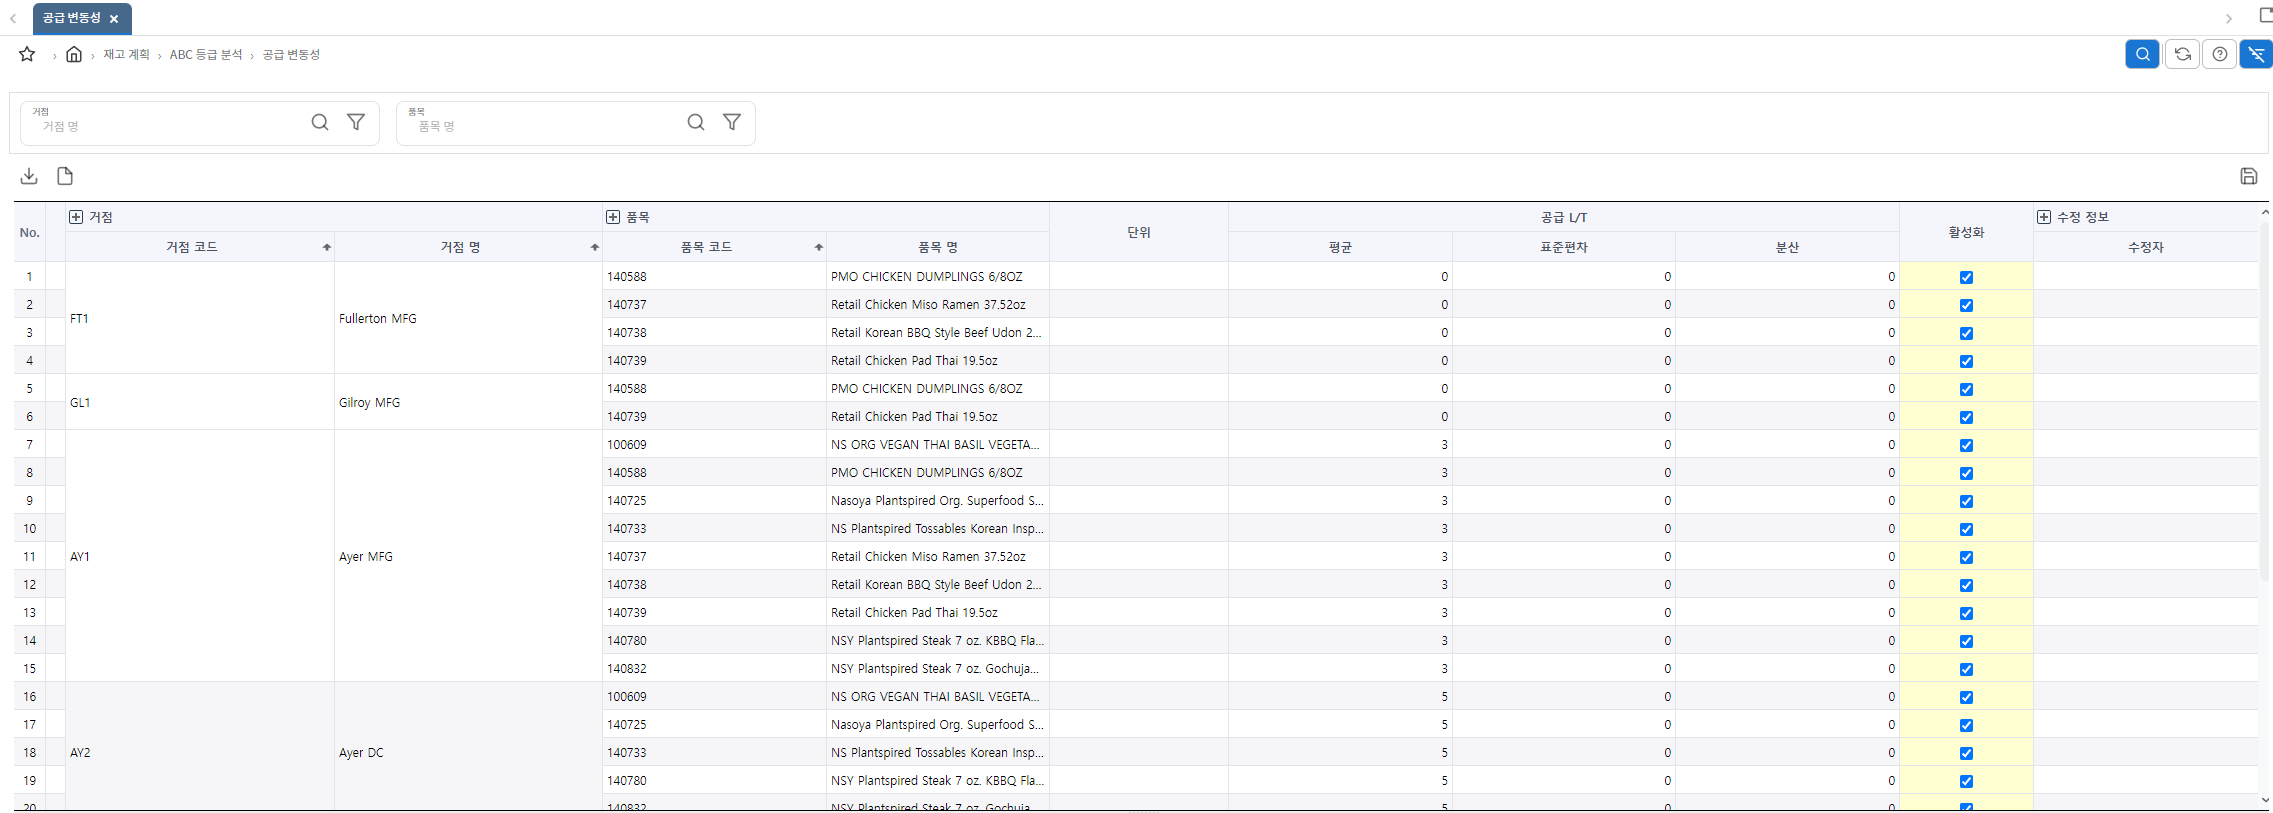 공급 변동성
재고 계획 › ABC 등급 분석 › 공급 변동성
거점
거점 명
품목
품목 명
No. 거점 품목 단위 공급 L/T 활성화 수정 정보
거점 코드 거점 명 품목 코드 품목 명 평균 표준편차 분산 수정자
1 FT1 Fullerton MFG 140588 PMO CHICKEN DUMPLINGS 6/8OZ 0 0 0
2 140737 Retail Chicken Miso Ramen 37.52oz 0 0 0
3 140738 Retail Korean BBQ Style Beef Udon 2... 0 0 0
4 140739 Retail Chicken Pad Thai 19.5oz 0 0 0
5 GL1 Gilroy MFG 140588 PMO CHICKEN DUMPLINGS 6/8OZ 0 0 0
6 140739 Retail Chicken Pad Thai 19.5oz 0 0 0
7 AY1 Ayer MFG 100609 NS ORG VEGAN THAI BASIL VEGETA... 3 0 0
8 140588 PMO CHICKEN DUMPLINGS 6/8OZ 3 0 0
9 140725 Nasoya Plantspired Org. Superfood S... 3 0 0
10 140733 NS Plantspired Tossables Korean Insp... 3 0 0
11 140737 Retail Chicken Miso Ramen 37.52oz 3 0 0
12 140738 Retail Korean BBQ Style Beef Udon 2... 3 0 0
13 140739 Retail Chicken Pad Thai 19.5oz 3 0 0
14 140780 NSY Plantspired Steak 7 oz. KBBQ Fla... 3 0 0
15 140832 NSY Plantspired Steak 7 oz. Gochuja... 3 0 0
16 AY2 Ayer DC 100609 NS ORG VEGAN THAI BASIL VEGETA... 5 0 0
17 140725 Nasoya Plantspired Org. Superfood S... 5 0 0
18 140733 NS Plantspired Tossables Korean Insp... 5 0 0
19 140780 NSY Plantspired Steak 7 oz. KBBQ Fla... 5 0 0
20 140832 NSY Plantspired Steak 7 oz. Gochuja... 5 0 0